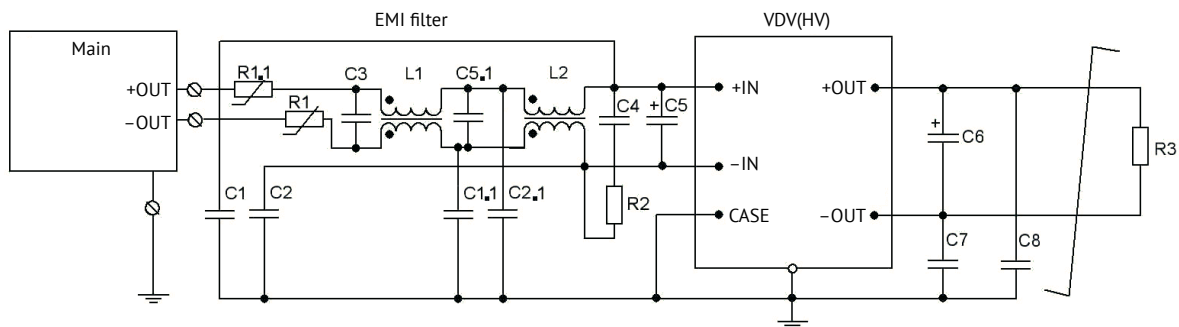 EMI filter
VDV(HV)
Main
R1.1
C3
L1
C5.1
L2
+OUT
R1
−OUT
C4
+ C5
+IN
−IN
CASE
+OUT
−OUT
+
C6
R3
C1
C2
C1.1
C2.1
R2
C7
C8